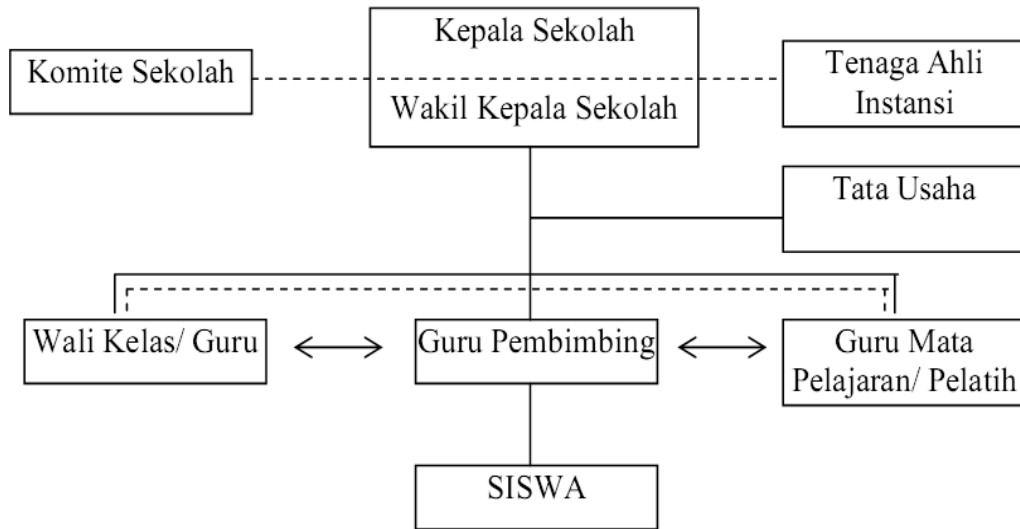 Kepala Sekolah
Komite Sekolah
Wakil Kepala Sekolah
Tenaga Ahli
Instansi
Tata Usaha
Wali Kelas/ Guru
Guru Pembimbing
Guru Mata
Pelajaran/ Pelatih
SISWA